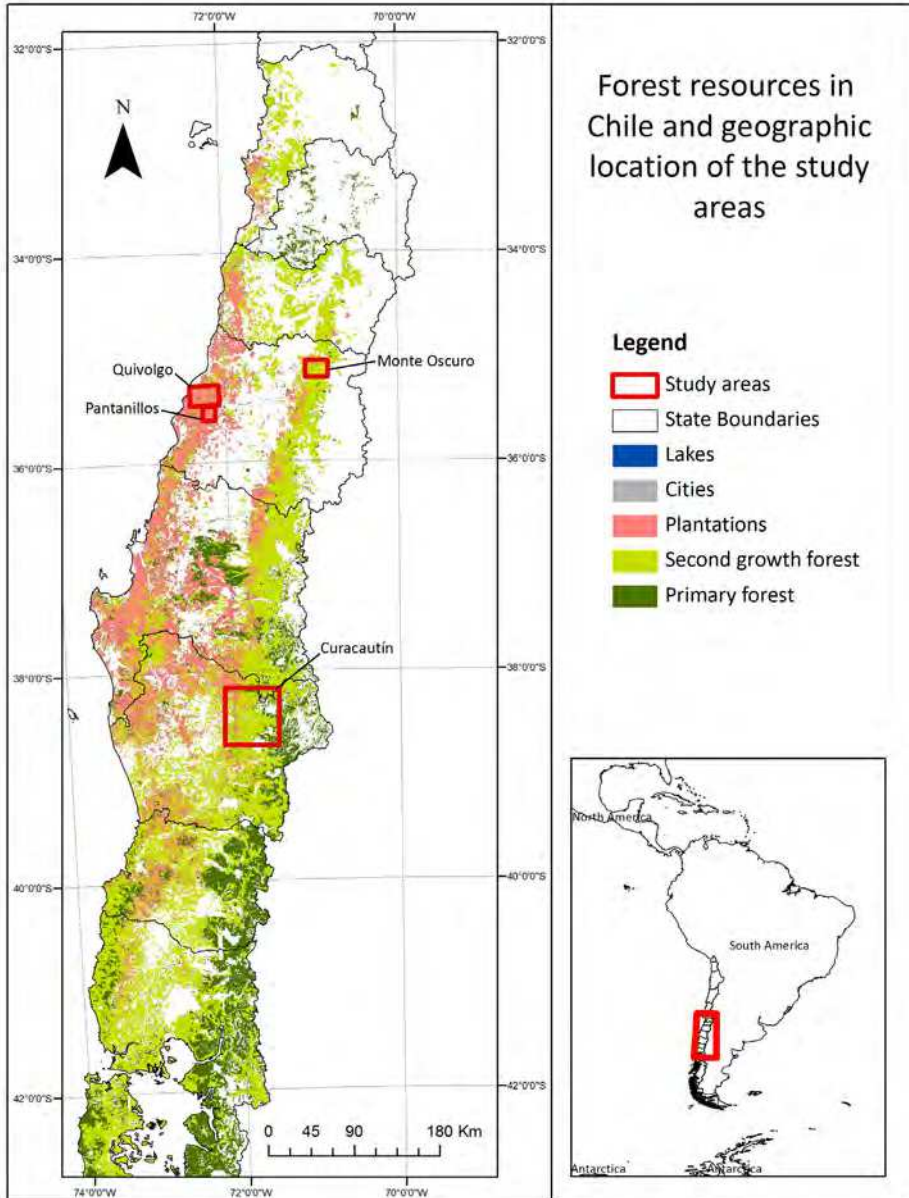 72°0'0"W
70°0'0"W
32°0'0"S
32°0'0"S
N
34°0'0"S
34°0'0"S
Quivolgo
Monte Oscuro
Pantanillos
36°0'0"S
36°0'0"S
Curacautín
38°0'0"S
38°0'0"S
40°0'0"S
40°0'0"S
42°0'0"S
42°0'0"S
0 45 90 180 Km
74°0'0"W
72°0'0"W
70°0'0"W
Forest resources in
Chile and geographic
location of the study
areas
Legend
Study areas
State Boundaries
Lakes
Cities
Plantations
Second growth forest
Primary forest
North America
South America
Antarctica
Antarctica